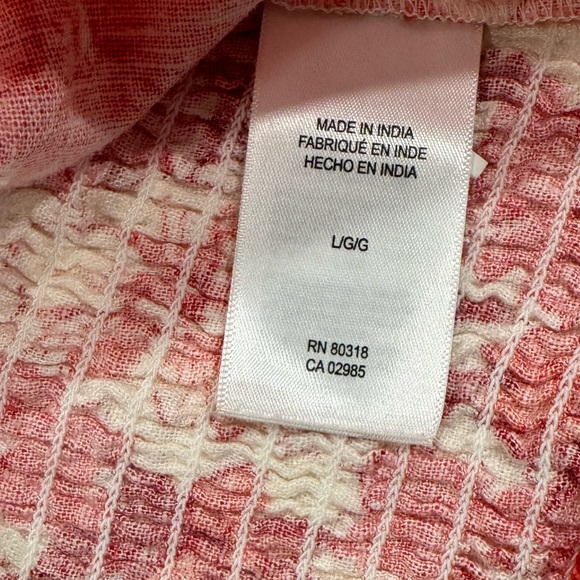 MADE IN INDIA
FABRIQUÉ EN INDE
HECHO EN INDIA
L/G/G
RN 80318
CA 02985